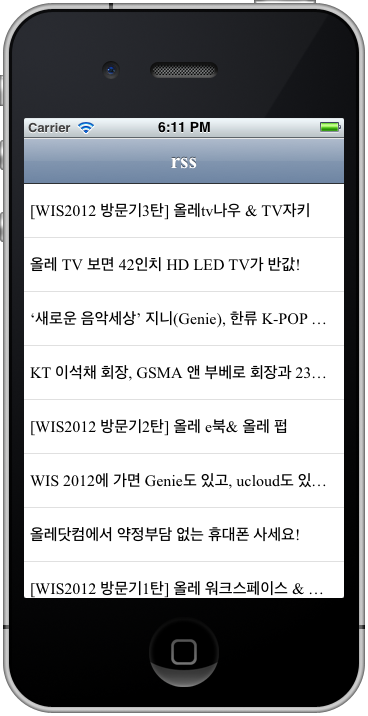 Carrier 6:11 PM
rss
[WIS2012 방문기3탄] 올레tv나우 & TV자키
올레 TV 보면 42인치 HD LED TV가 반값!
‘새로운 음악세상’ 지니(Genie), 한류 K-POP …
KT 이석채 회장, GSMA 앤 부베로 회장과 23…
[WIS2012 방문기2탄] 올레 e북& 올레 펍
WIS 2012에 가면 Genie도 있고, ucloud도 있…
올레닷컴에서 약정부담 없는 휴대폰 사세요!
[WIS2012 방문기1탄] 올레 워크스페이스 & …